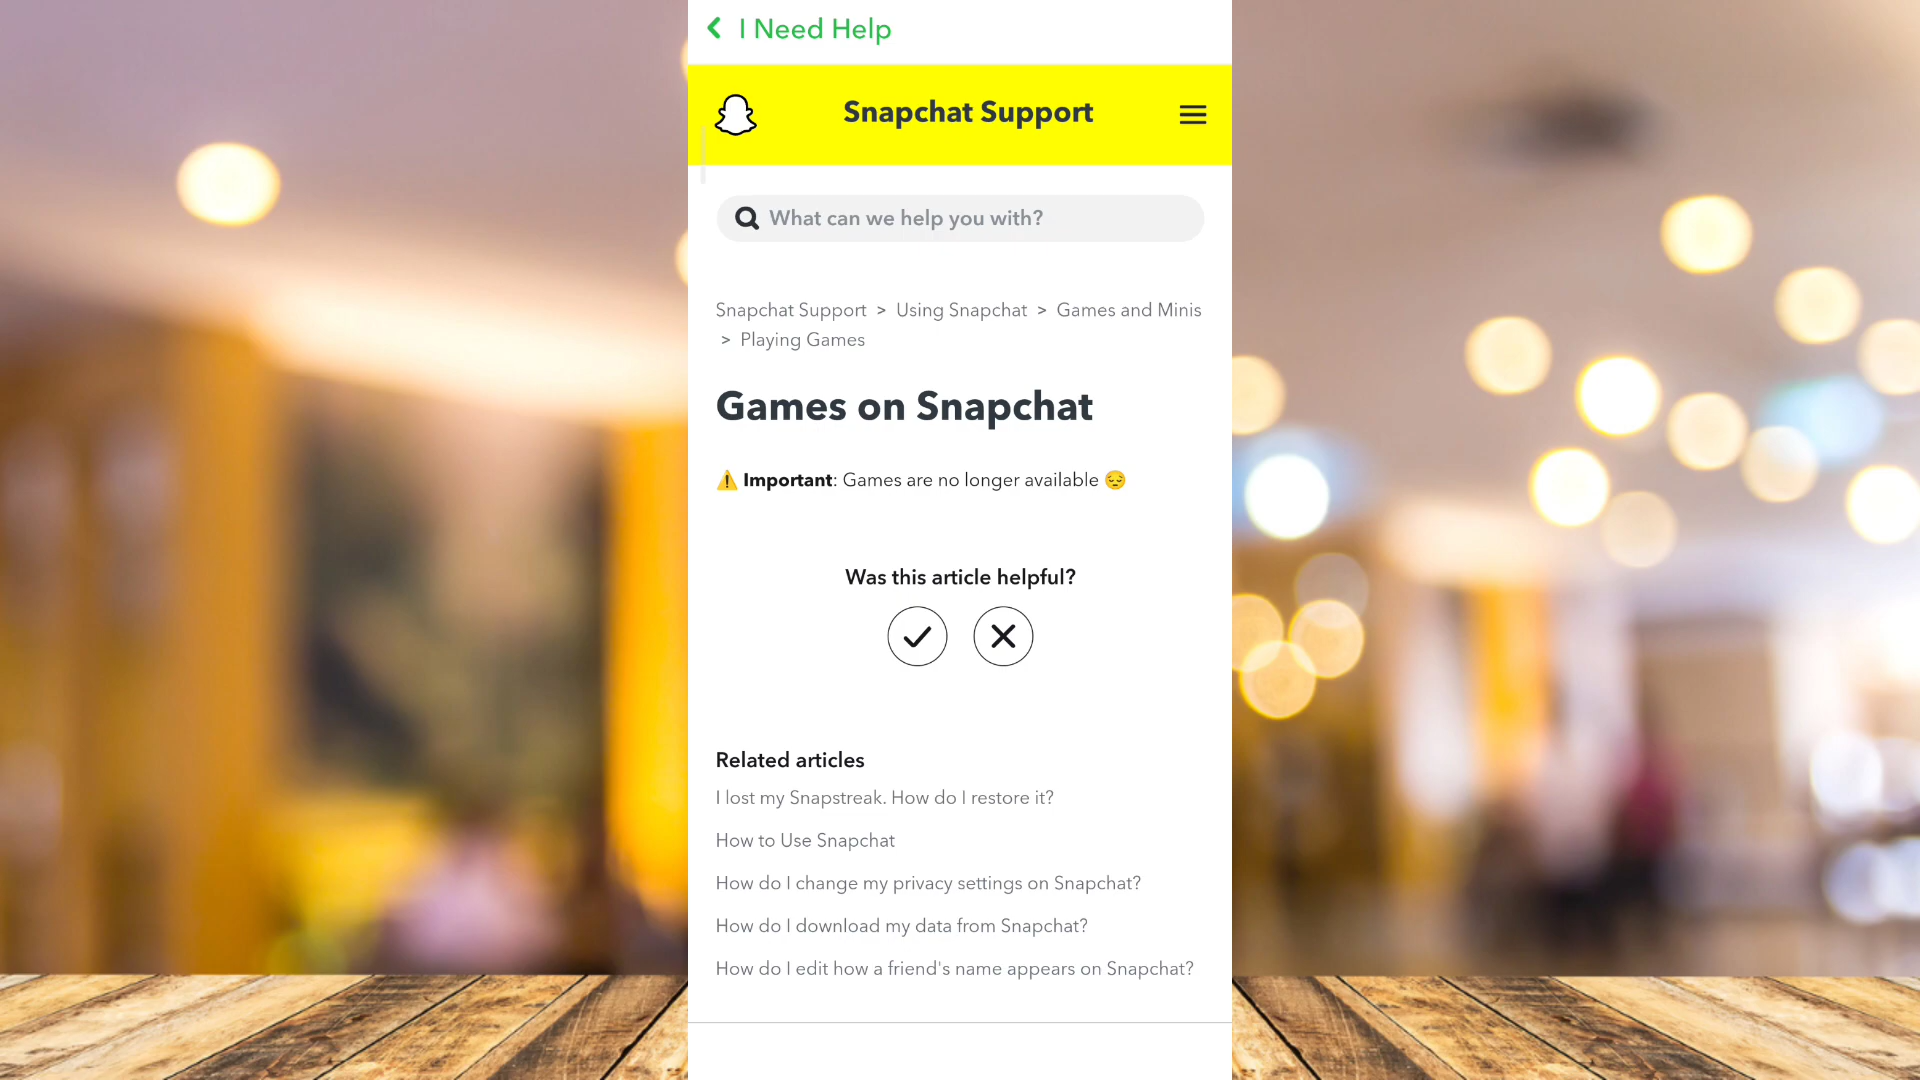 I Need Help
Snapchat Support
What can we help you with?
Snapchat Support > Using Snapchat > Games and Minis
> Playing Games
Games on Snapchat
⚠️ Important: Games are no longer available 😔
Was this article helpful?
Related articles
I lost my Snapstreak. How do I restore it?
How to Use Snapchat
How do I change my privacy settings on Snapchat?
How do I download my data from Snapchat?
How do I edit how a friend's name appears on Snapchat?